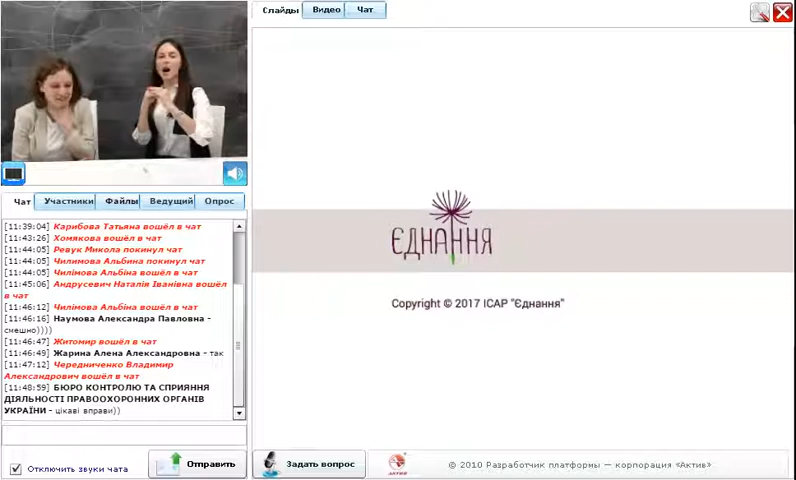 Слайды Видео Чат
Чат Участники Файлы Ведущий Опрос
[11:39:04] Карибова Татьяна вошёл в чат
[11:43:26] Хомякова вошёл в чат
[11:44:05] Ревук Микола покинул чат
[11:44:05] Чилимова Альбина покинул чат
[11:44:05] Чилімова Альбіна вошёл в чат
[11:45:06] Андрусевич Наталія Іванівна вошёл
в чат
[11:46:12] Чилімова Альбіна вошёл в чат
[11:46:16] Наумова Александра Павловна -
смешно))))
[11:46:47] Житомир вошёл в чат
[11:46:49] Жарина Алена Александровна - так
[11:47:12] Чередниченко Владимир
Александрович вошёл в чат
[11:48:59] БЮРО КОНТРОЛЮ ТА СПРИЯННЯ
ДІЯЛЬНОСТІ ПРАВООХОРОННИХ ОРГАНІВ
УКРАЇНИ - цікаві вправи))
Отключить звуки чата
Отправить
ЄДНАННЯ
Copyright © 2017 ІСАР "Єднання"
Задать вопрос
АКТИВ
© 2010 Разработчик платформы — корпорация «Актив»